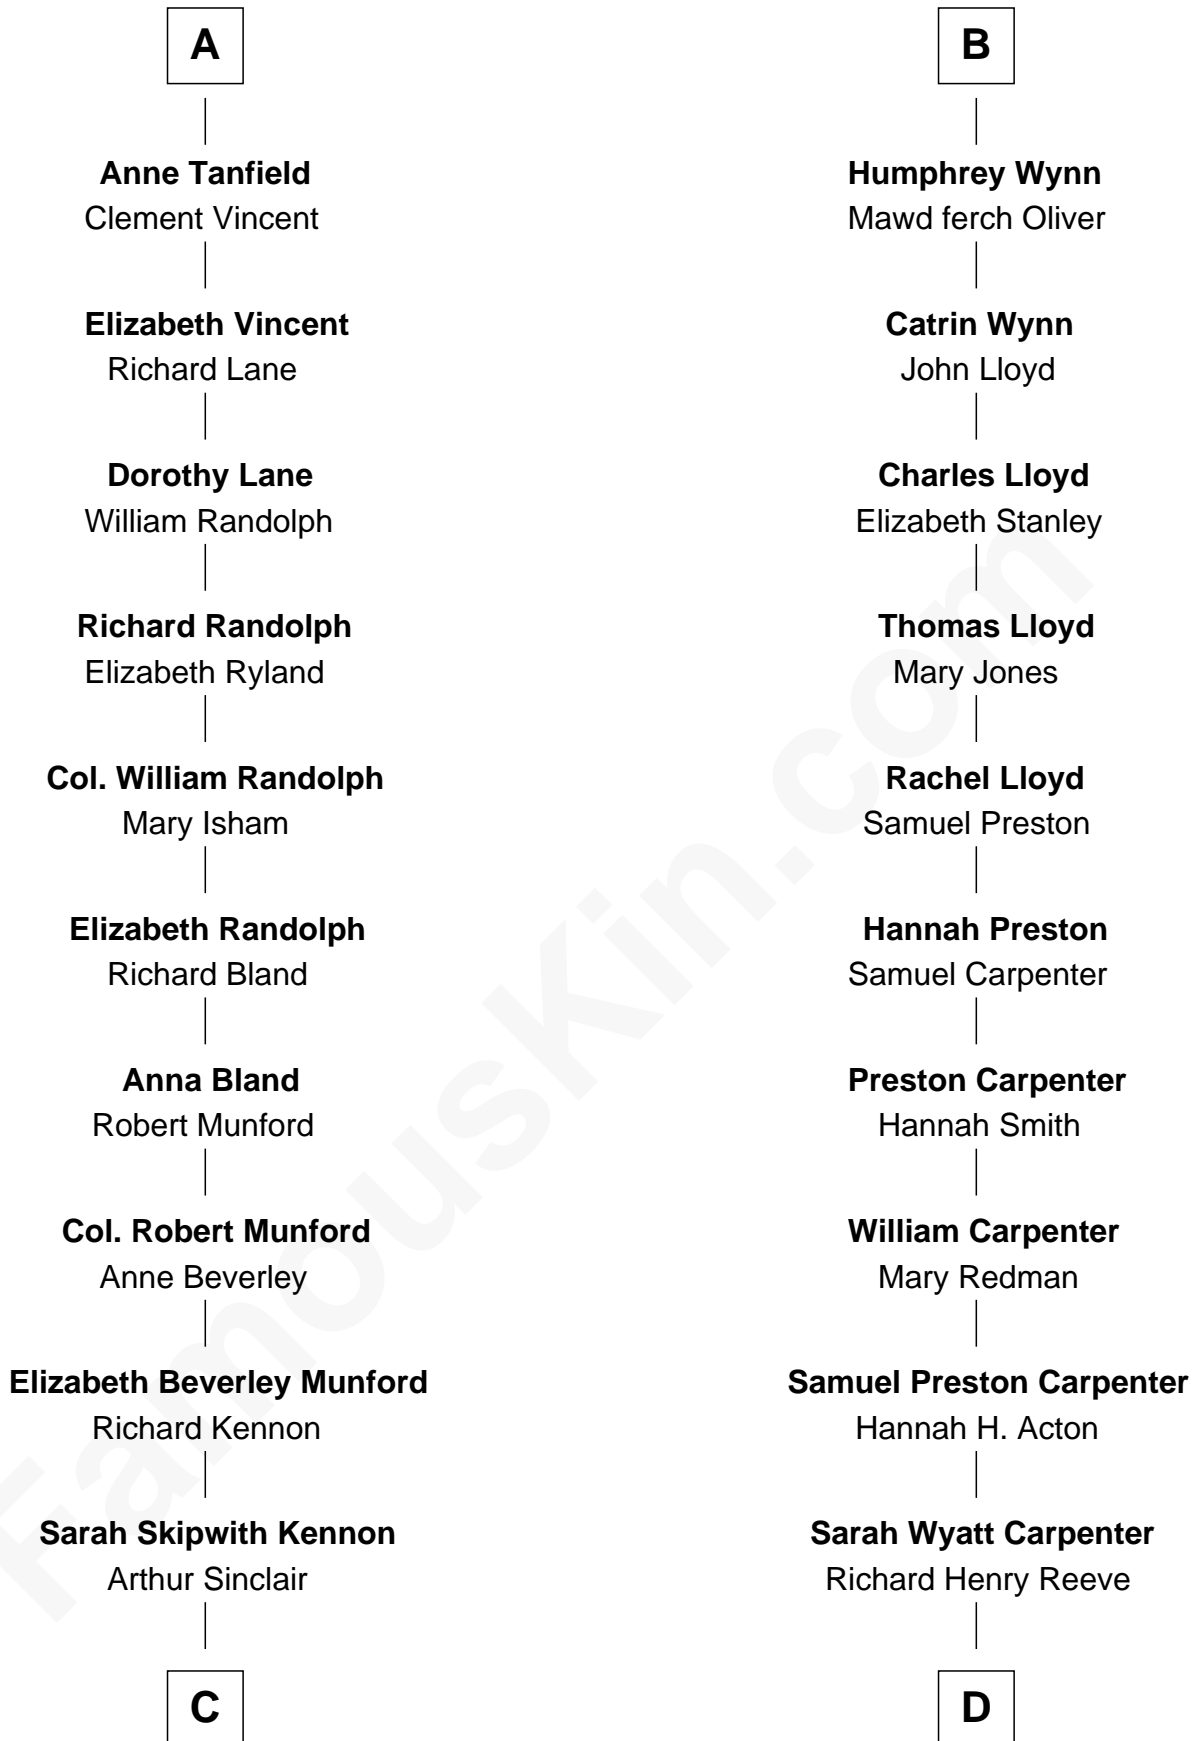 A
Anne Tanfield
Clement Vincent
Elizabeth Vincent
Richard Lane
Dorothy Lane
William Randolph
Richard Randolph
Elizabeth Ryland
Col. William Randolph
Mary Isham
Elizabeth Randolph
Richard Bland
Anna Bland
Robert Munford
Col. Robert Munford
Anne Beverley
Elizabeth Beverley Munford
Richard Kennon
Sarah Skipwith Kennon
Arthur Sinclair
C
B
Humphrey Wynn
Mawd ferch Oliver
Catrin Wynn
John Lloyd
Charles Lloyd
Elizabeth Stanley
Thomas Lloyd
Mary Jones
Rachel Lloyd
Samuel Preston
Hannah Preston
Samuel Carpenter
Preston Carpenter
Hannah Smith
William Carpenter
Mary Redman
Samuel Preston Carpenter
Hannah H. Acton
Sarah Wyatt Carpenter
Richard Henry Reeve
D
FamousKin.com